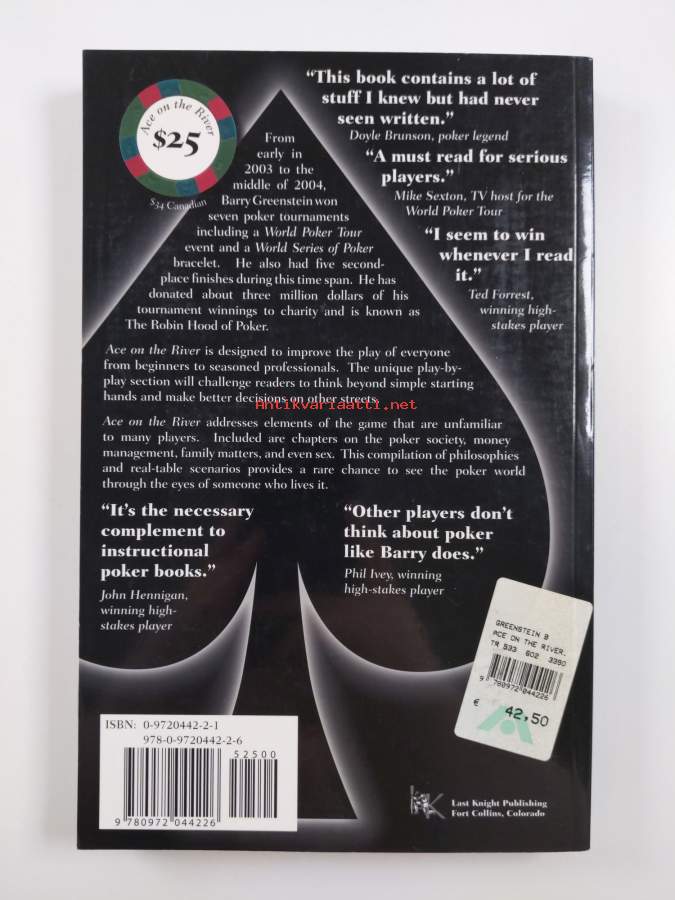 Ace on the River
$25
$34 Canadian
"This book contains a lot of
stuff I knew but had never
seen written."
Doyle Brunson, poker legend
"A must read for serious
players."
Mike Sexton, TV host for the
World Poker Tour
"I seem to win
whenever I read
it."
Ted Forrest,
winning high-
stakes player
From
early in
2003 to the
middle of 2004,
Barry Greenstein won
seven poker tournaments
including a World Poker Tour
event and a World Series of Poker
bracelet. He also had five second-
place finishes during this time span. He has
donated about three million dollars of his
tournament winnings to charity and is known as
The Robin Hood of Poker.
Ace on the River is designed to improve the play of everyone
from beginners to seasoned professionals. The unique play-by-
play section will challenge readers to think beyond simple starting
hands and make better decisions on other streets.
Antikvariaatti.net
Ace on the River addresses elements of the game that are unfamiliar
to many players. Included are chapters on the poker society, money
management, family matters, and even sex. This compilation of philosophies
and real-table scenarios provides a rare chance to see the poker world
through the eyes of someone who lives it.
"It's the necessary
complement to
instructional
poker books."
John Hennigan,
winning high-
stakes player
"Other players don't
think about poker
like Barry does."
Phil Ivey, winning
high-stakes player
GREENSTEIN B
ACE ON THE RIVER.
TR 533 602 3390
9 780972 044226
€ 42,50
ISBN: 0-9720442-2-1
978-0-9720442-2-6
52500
9 780972 044226
Last Knight Publishing
Fort Collins, Colorado